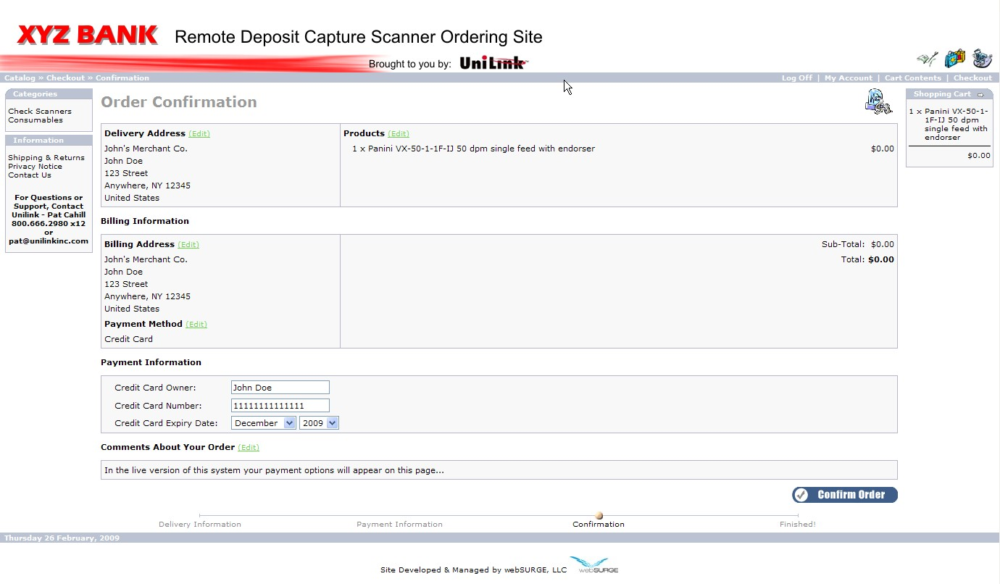 XYZ BANK Remote Deposit Capture Scanner Ordering Site
Brought to you by: UniLink
Catalog » Checkout » Confirmation
Log Off | My Account | Cart Contents | Checkout
Categories
Check Scanners
Consumables
Information
Shipping & Returns
Privacy Notice
Contact Us
For Questions or
Support, Contact
Unilink - Pat Cahill
800.666.2980 x12
or
pat@unilinkinc.com
Order Confirmation
Delivery Address (Edit)
John's Merchant Co.
John Doe
123 Street
Anywhere, NY 12345
United States
Products (Edit)
1 x Panini VX-50-1-1F-IJ 50 dpm single feed with endorser $0.00
Billing Information
Billing Address (Edit)
John's Merchant Co.
John Doe
123 Street
Anywhere, NY 12345
United States
Payment Method (Edit)
Credit Card
Sub-Total: $0.00
Total: $0.00
Payment Information
Credit Card Owner: John Doe
Credit Card Number: 11111111111111
Credit Card Expiry Date: December 2009
Comments About Your Order (Edit)
In the live version of this system your payment options will appear on this page...
Confirm Order
Delivery Information Payment Information Confirmation Finished!
Shopping Cart
1 x Panini VX-50-1-
1F-IJ 50 dpm
single feed with
endorser
$0.00
Thursday 26 February, 2009
Site Developed & Managed by webSURGE, LLC webSURGE